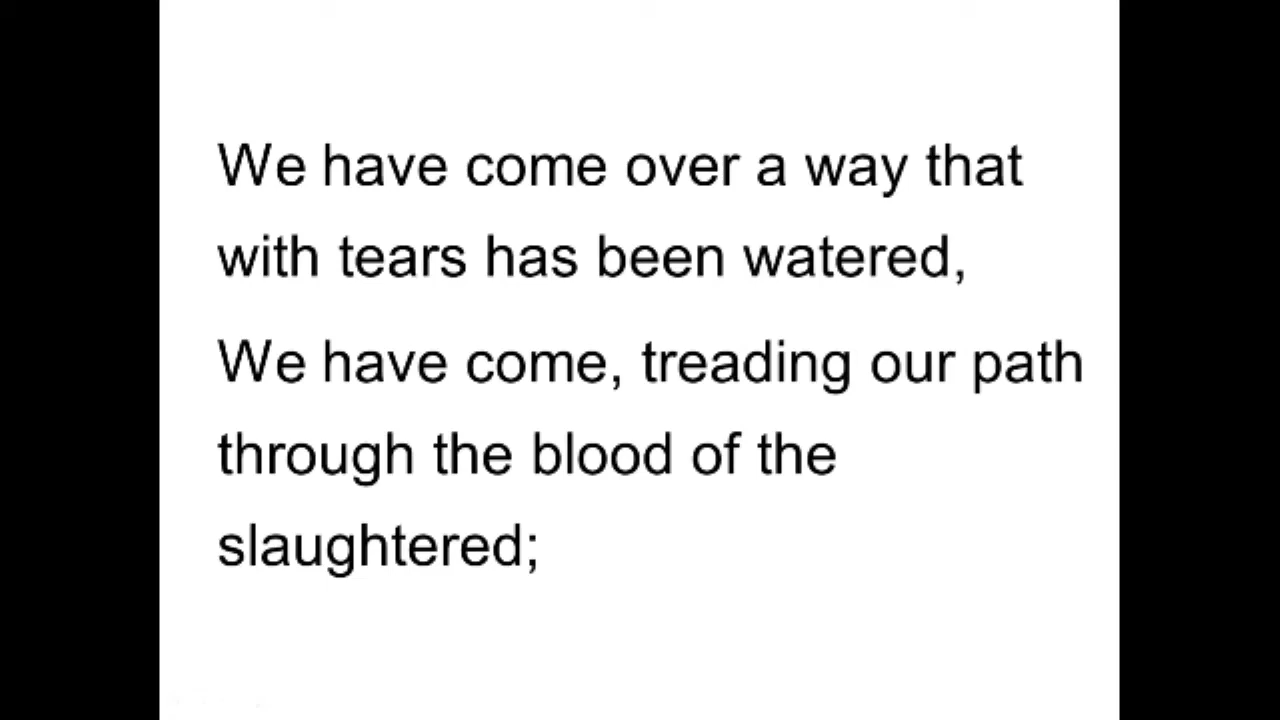 We have come over a way that
with tears has been watered,
We have come, treading our path
through the blood of the
slaughtered;